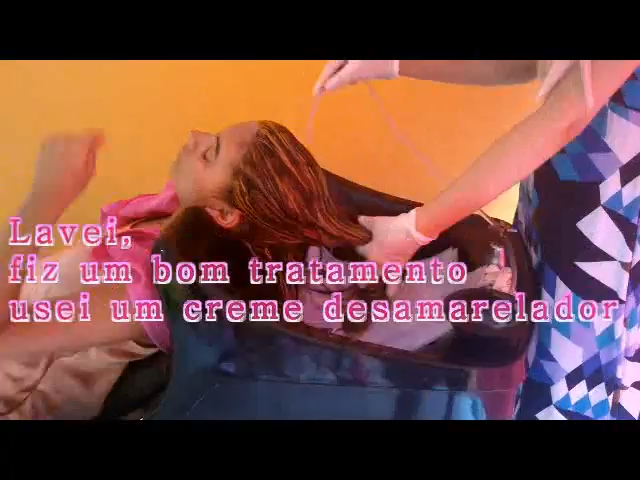 Lavei,
fiz um bom tratamento
usei um creme desamarelador